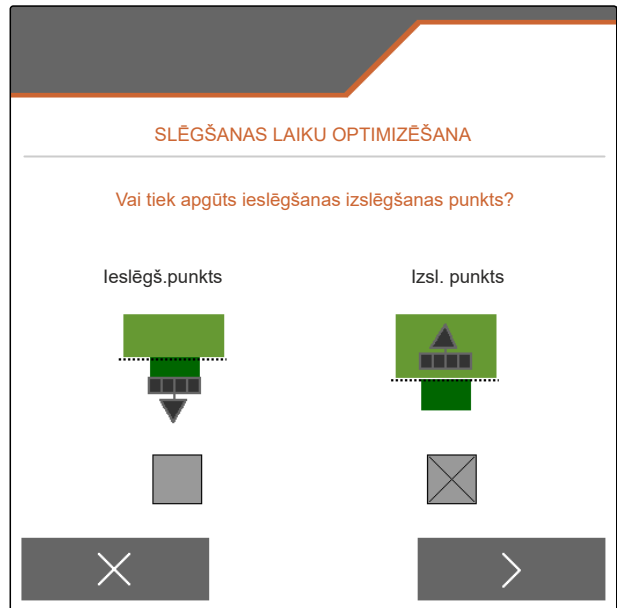 SLĒGŠANAS LAIKU OPTIMIZĒŠANA
Vai tiek apgūts ieslēgšanas izslēgšanas punkts?
Ieslēgš.punkts
Izsl. punkts